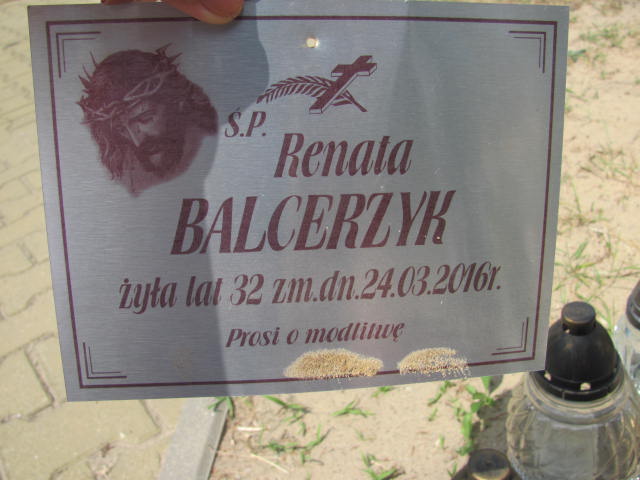 Ś.P.
Renata
BALCERZYK
żyła lat 32 zm.dn.24.03.2016r.
Prosi o modlitwę